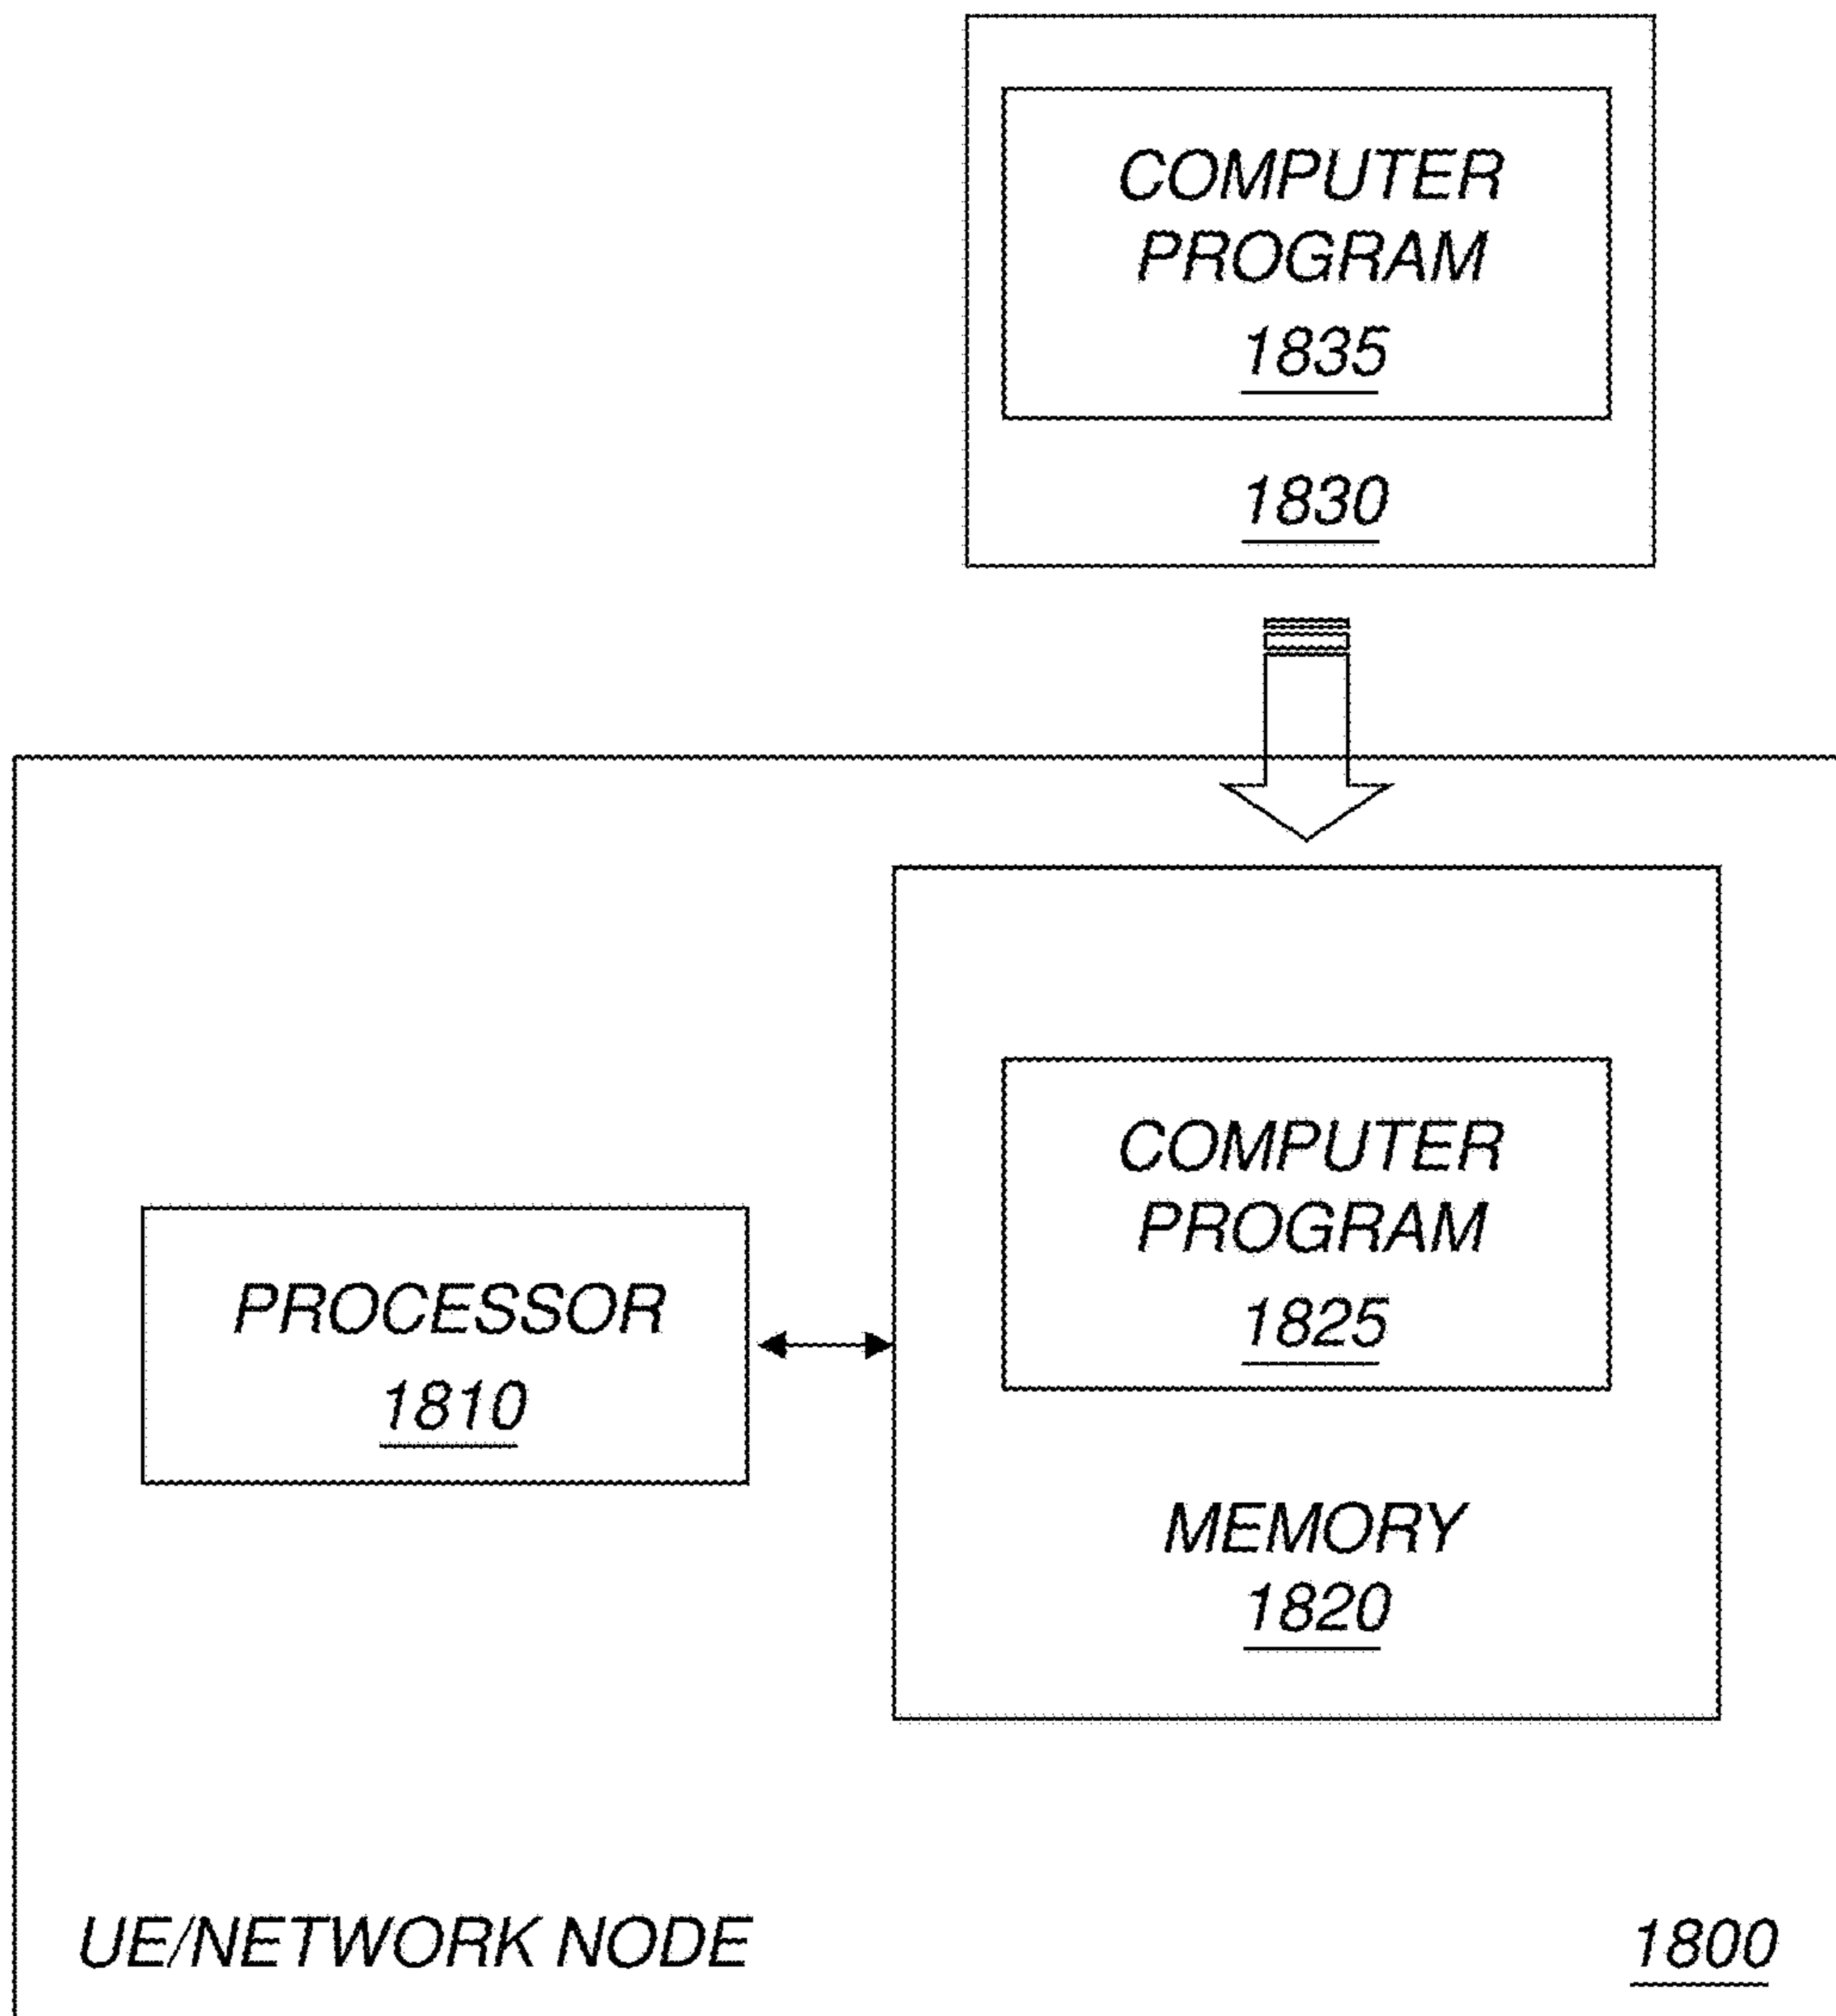 COMPUTER
PROGRAM
1835
1830
COMPUTER
PROGRAM
1825
PROCESSOR
1810
MEMORY
1820
UE/NETWORK NODE
1800